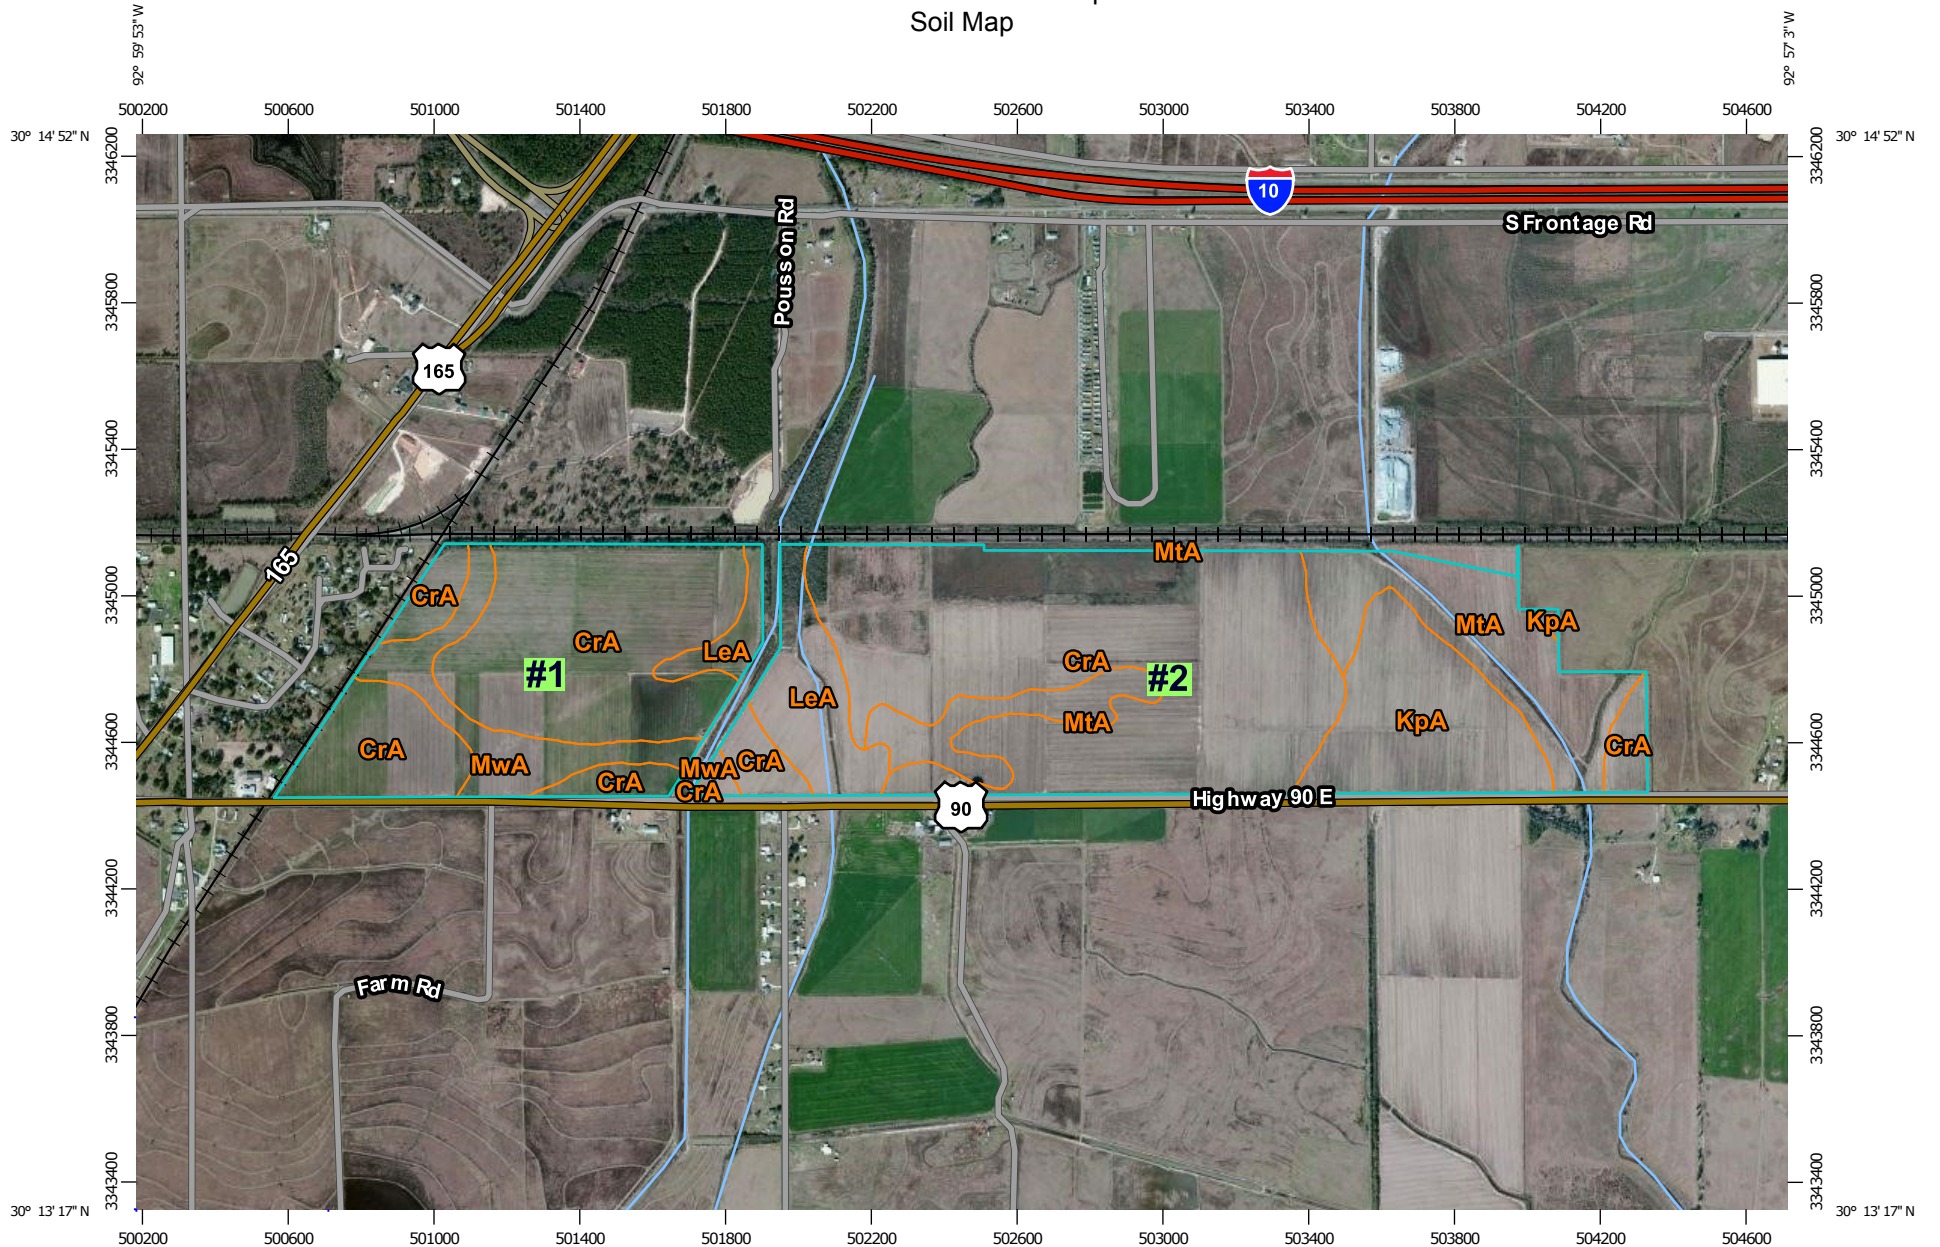 Soil Map
92° 59' 53" W
92° 57' 3" W
500200 500600 501000 501400 501800 502200 502600 503000 503400 503800 504200 504600
30° 14' 52" N
30° 14' 52" N
3346200
3346200
10
S Frontage Rd
Pousson Rd
3345800
3345800
165
3345400
3345400
165
MtA
CrA
3345000
3345000
MtA
KpA
CrA
LeA
CrA
#1
#2
LeA
MtA
KpA
3344600
3344600
CrA
MwA
CrA
MwA
CrA
CrA
CrA
90
Highway 90 E
3344200
3344200
Farm Rd
3343800
3343800
3343400
3343400
30° 13' 17" N
30° 13' 17" N
500200 500600 501000 501400 501800 502200 502600 503000 503400 503800 504200 504600